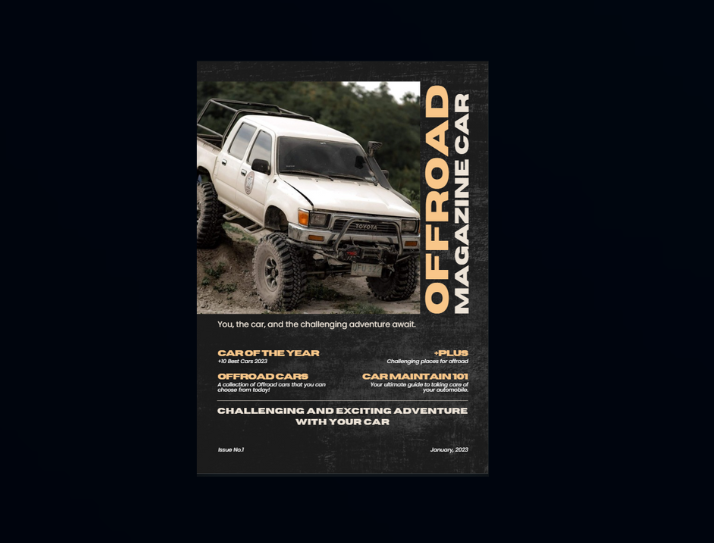 OFFROAD
MAGAZINE CAR
TOYOTA
You, the car, and the challenging adventure await.
CAR OF THE YEAR
+10 Best Cars 2023
+PLUS
Challenging places for offroad
OFFROAD CARS
A collection of Offroad cars that you can
choose from today!
CAR MAINTAIN 101
Your ultimate guide to taking care of
your automobile.
CHALLENGING AND EXCITING ADVENTURE
WITH YOUR CAR
Issue No.1
January, 2023